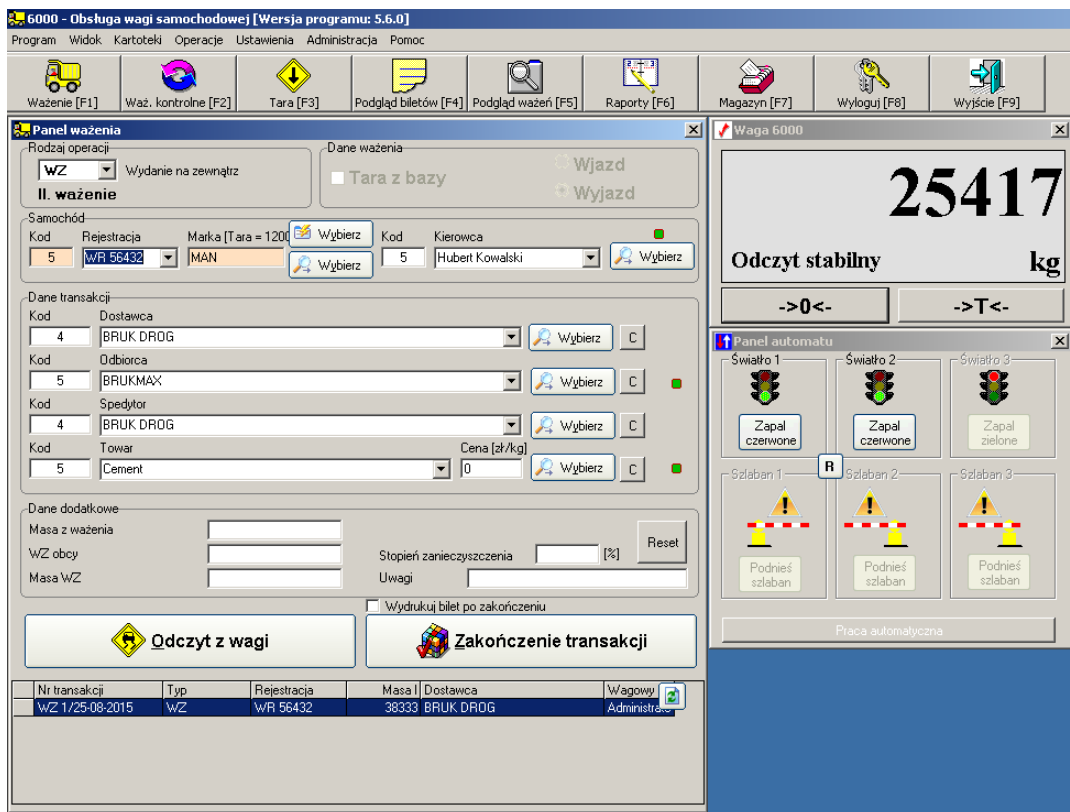 6000 - Obsługa wagi samochodowej [Wersja programu: 5.6.0]
Program Widok Kartoteki Operacje Ustawienia Administracja Pomoc
Ważenie [F1] Waż. kontrolne [F2] Tara [F3] Podgląd biletów [F4] Podgląd ważeń [F5] Raporty [F6] Magazyn [F7] Wyloguj [F8] Wyjście [F9]
Panel ważenia
Rodzaj operacji
WZ Wydanie na zewnątrz
II. ważenie
Dane ważenia
Tara z bazy
Wjazd
Wyjazd
Samochód
Kod Rejestracja Marka [Tara = 1200 Wybierz Kod Kierowca
5 WR 56432 MAN Wybierz 5 Hubert Kowalski Wybierz
Dane transakcji
Kod Dostawca
4 BRUK DROG Wybierz C
Kod Odbiorca
5 BRUKMAX Wybierz C
Kod Spedytor
4 BRUK DROG Wybierz C
Kod Towar Cena [zł/kg]
5 Cement 0 Wybierz C
Dane dodatkowe
Masa z ważenia
WZ obcy Stopień zanieczyszczenia [%] Reset
Masa WZ Uwagi
Wydrukuj bilet po zakończeniu
Odczyt z wagi Zakończenie transakcji
Nr transakcji Typ Rejestracja Masa I Dostawca Wagowy
WZ 1/25-08-2015 WZ WR 56432 38333 BRUK DROG Administrato
Waga 6000
25417
Odczyt stabilny kg
->0<- ->T<-
Panel automatu
Światło 1 Światło 2 Światło 3
Zapal czerwone Zapal czerwone Zapal zielone
R
Szlaban 1 Szlaban 2 Szlaban 3
Podnieś szlaban Podnieś szlaban Podnieś szlaban
Praca automatyczna